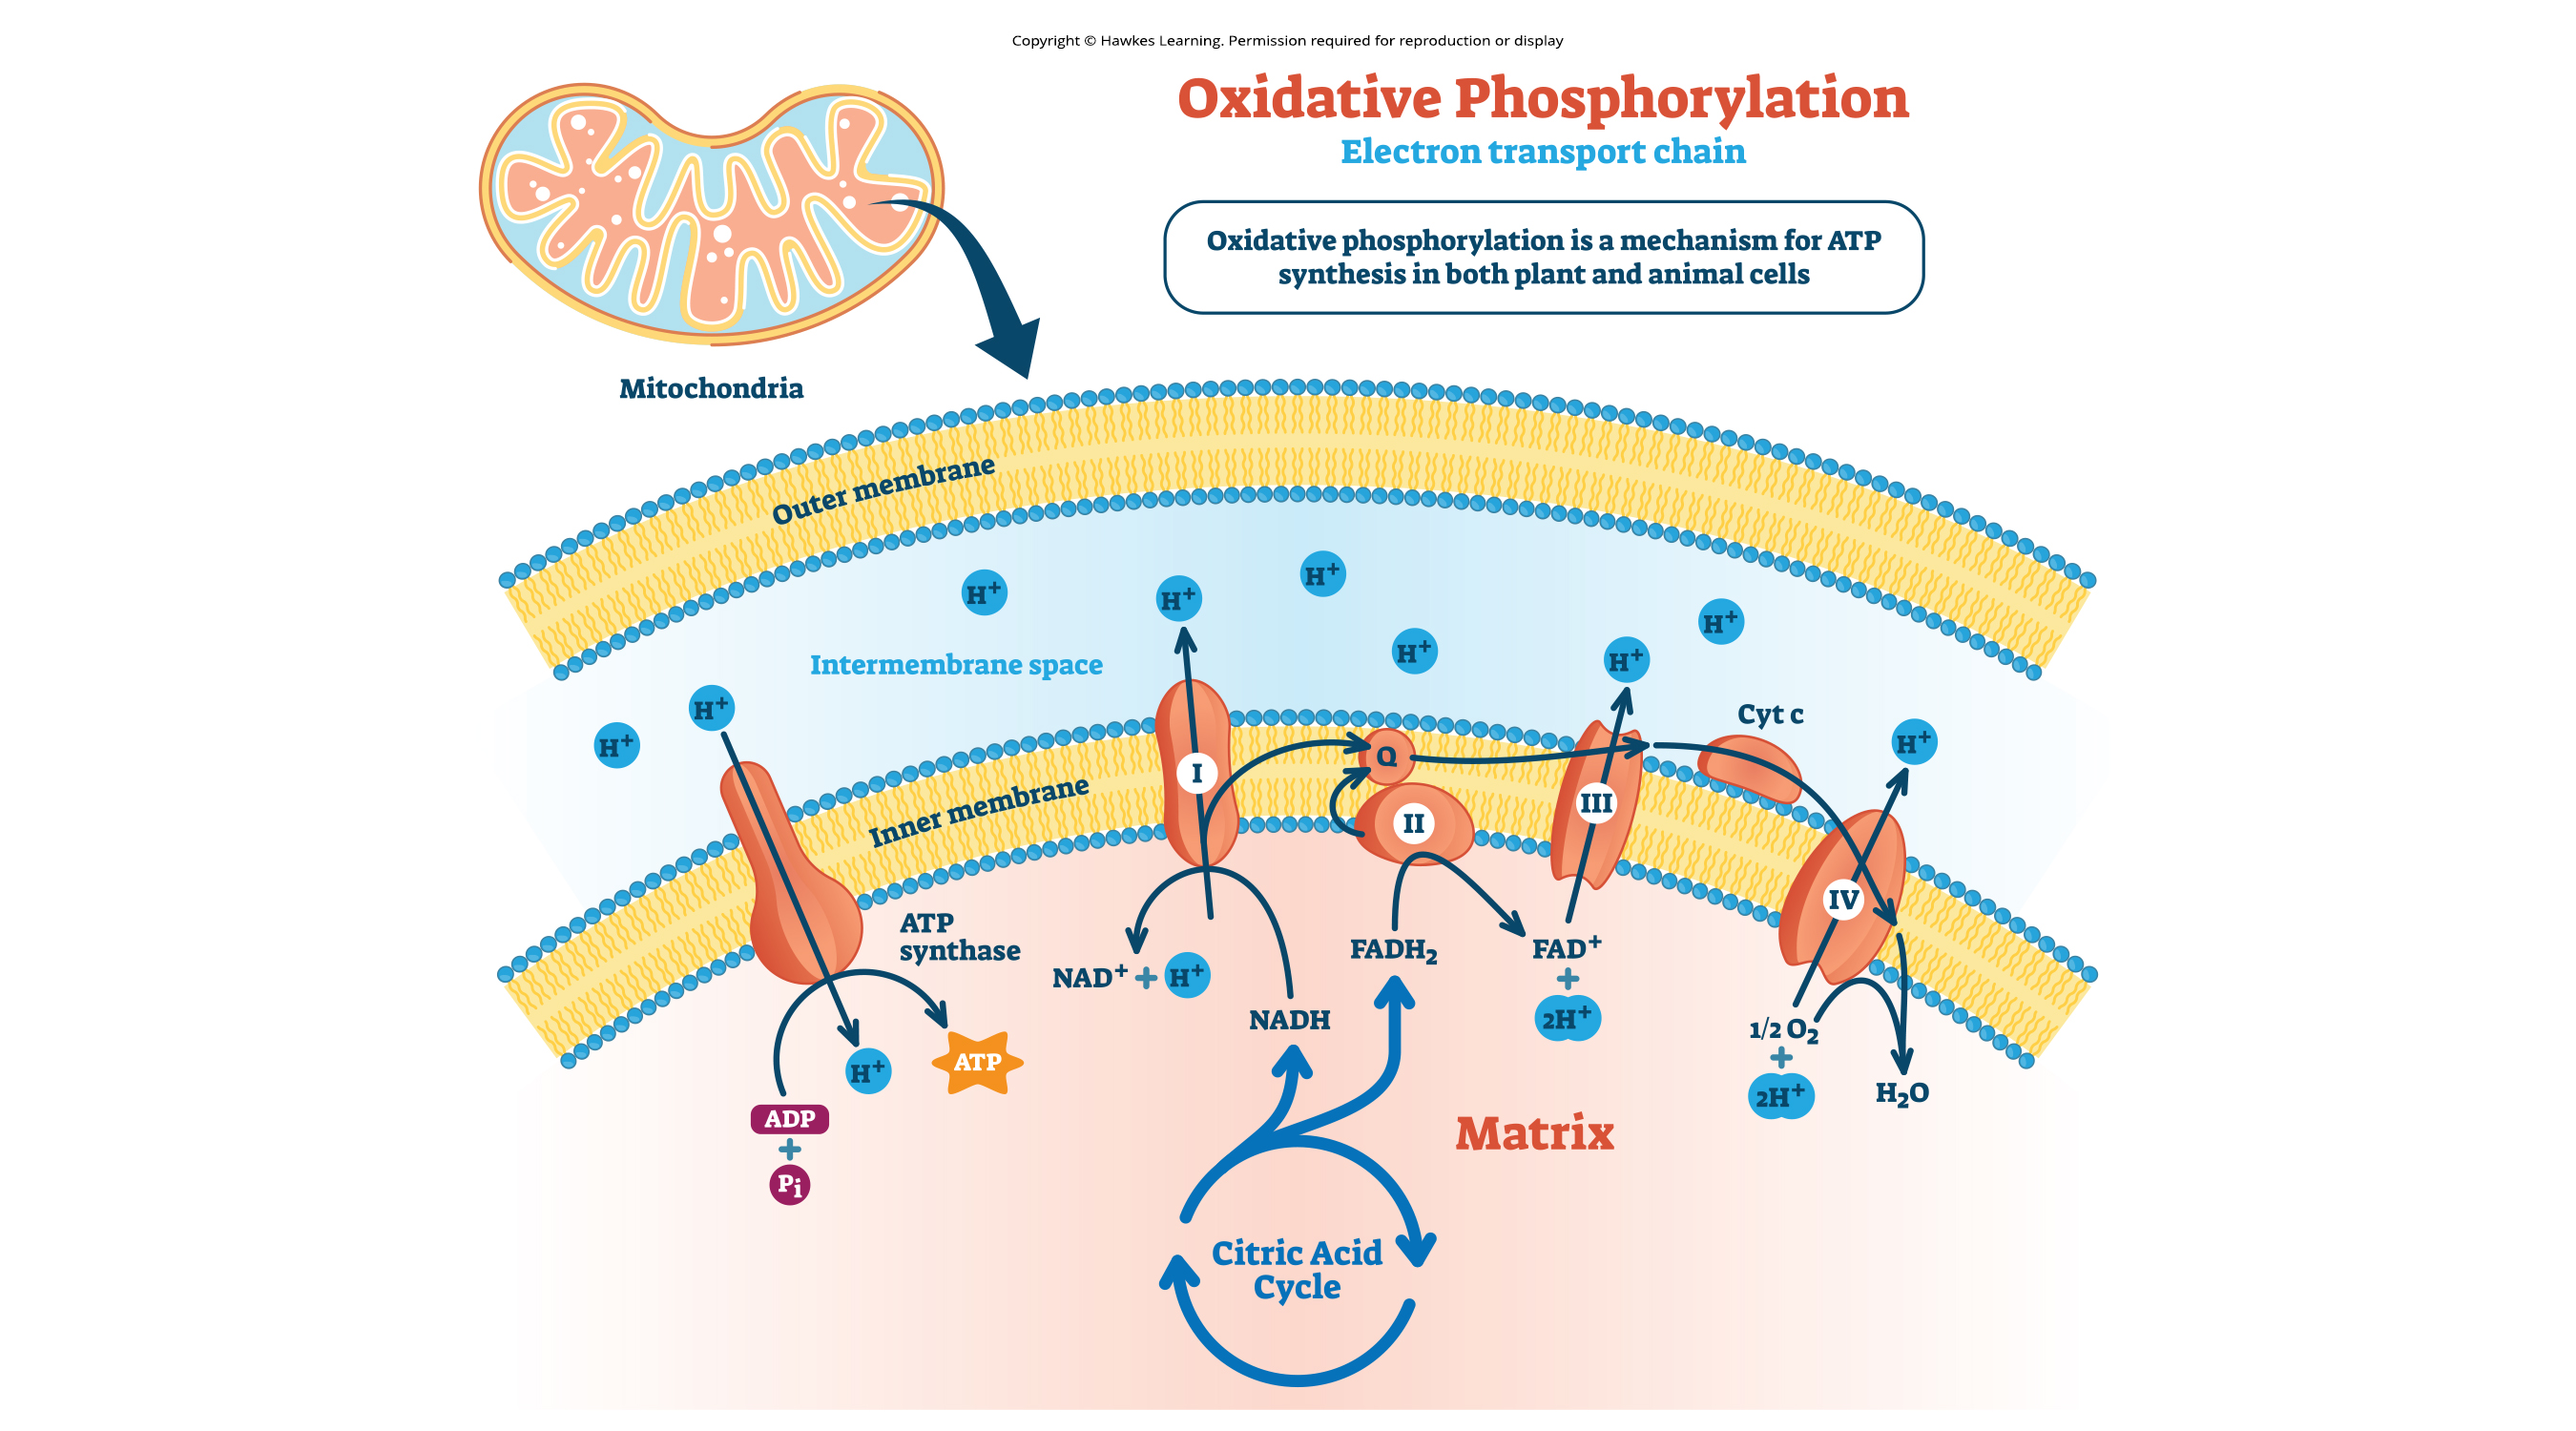 Copyright © Hawkes Learning. Permission required for reproduction or display
Oxidative Phosphorylation
Electron transport chain
Oxidative phosphorylation is a mechanism for ATP
synthesis in both plant and animal cells
Mitochondria
Outer membrane
H⁺
H⁺
H⁺
H⁺
H⁺
H⁺
Intermembrane space
H⁺
H⁺
H⁺
Cyt c
Inner membrane
I
Q
II
III
IV
ATP
synthase
NAD⁺ + H⁺
NADH
FADH₂
FAD⁺
+
2H⁺
1/2 O₂
+
2H⁺
H₂O
H⁺
ATP
ADP
+
Pi
Matrix
Citric Acid
Cycle